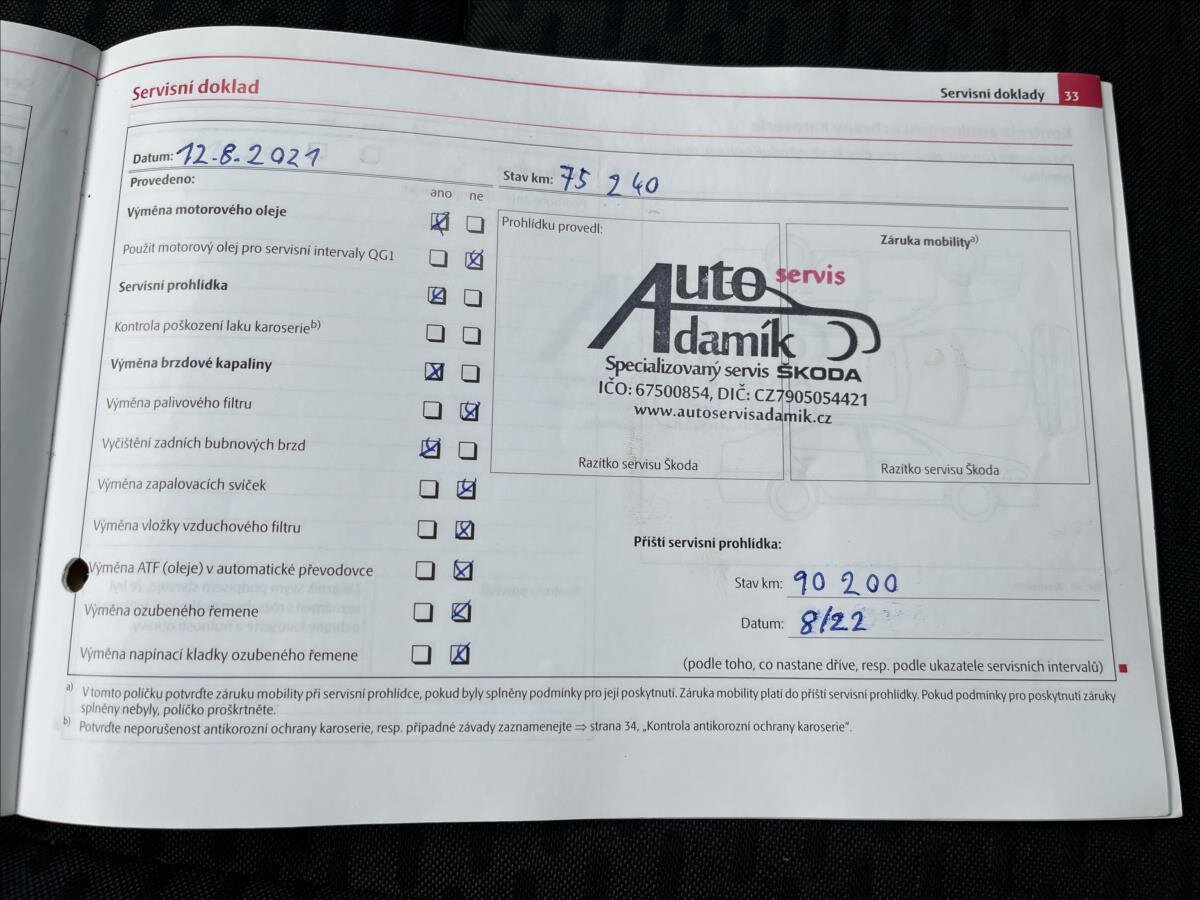 Servisní doklad
Servisní doklady 33
Datum: 12.8.2021
Stav km: 75 240
Provedeno:
ano ne
Výměna motorového oleje
Použit motorový olej pro servisní intervaly QG1
Servisní prohlídka
Kontrola poškození laku karoserie b)
Výměna brzdové kapaliny
Výměna palivového filtru
Vyčištění zadních bubnových brzd
Výměna zapalovacích svíček
Výměna vložky vzduchového filtru
Výměna ATF (oleje) v automatické převodovce
Výměna ozubeného řemene
Výměna napínací kladky ozubeného řemene
Prohlídku provedl:
Záruka mobility a)
Auto servis
Adamík
Specializovaný servis ŠKODA
IČO: 67500854, DIČ: CZ7905054421
www.autoservisadamik.cz
Razítko servisu Škoda
Razítko servisu Škoda
Příští servisní prohlídka:
Stav km: 90 200
Datum: 8/22
(podle toho, co nastane dříve, resp. podle ukazatele servisních intervalů)
a) V tomto políčku potvrďte záruku mobility při servisní prohlídce, pokud byly splněny podmínky pro její poskytnutí. Záruka mobility platí do příští servisní prohlídky. Pokud podmínky pro poskytnutí záruky
splněny nebyly, políčko proškrtněte.
b) Potvrďte neporušenost antikorozní ochrany karoserie, resp. případné závady zaznamenejte ⇒ strana 34, „Kontrola antikorozní ochrany karoserie“.